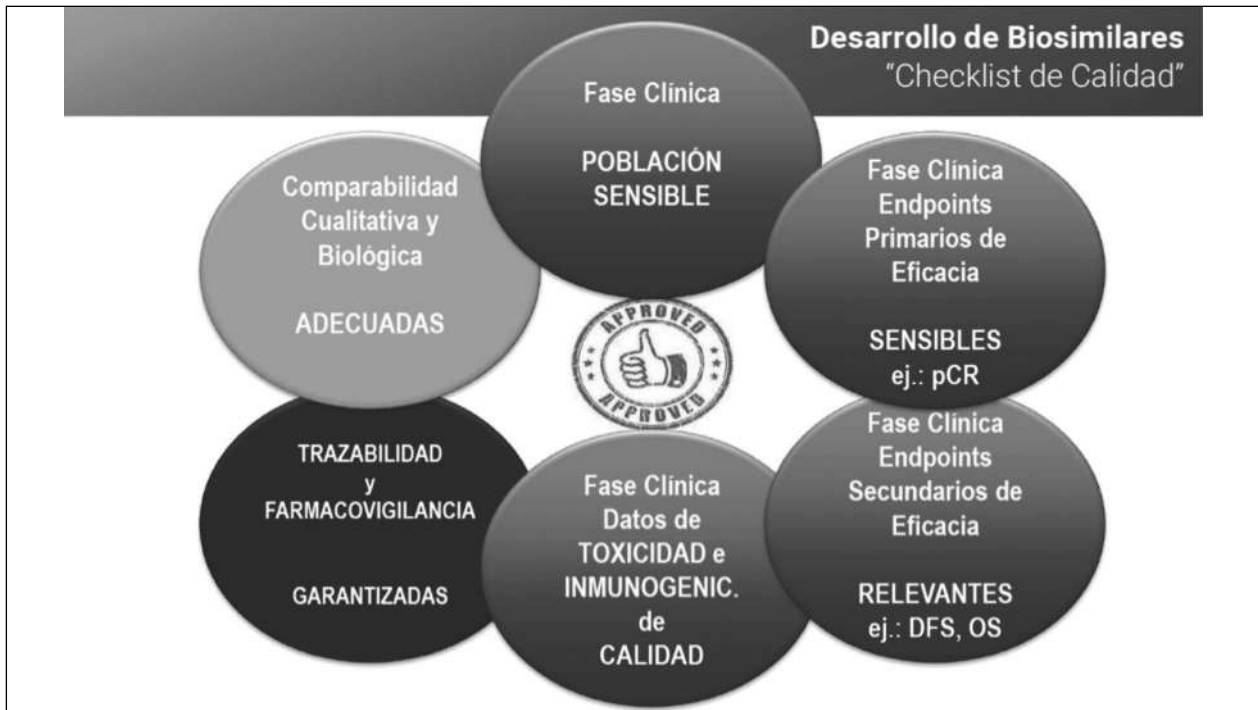 Desarrollo de Biosimilares
“Checklist de Calidad”
Fase Clínica
POBLACIÓN
SENSIBLE
Fase Clínica
Endpoints
Primarios de
Eficacia
SENSIBLES
ej.: pCR
Fase Clínica
Endpoints
Secundarios de
Eficacia
RELEVANTES
ej.: DFS, OS
Fase Clínica
Datos de
TOXICIDAD e
INMUNOGENIC.
de
CALIDAD
TRAZABILIDAD
y
FARMACOVIGILANCIA
GARANTIZADAS
Comparabilidad
Cualitativa y
Biológica
ADECUADAS
APPROVED
APPROVED